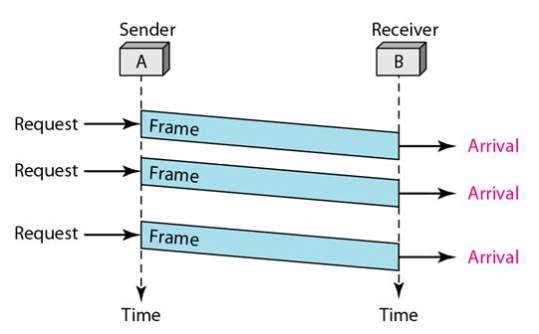 Sender Receiver
A B
Request Frame
Arrival
Request Frame
Arrival
Request Frame
Arrival
Time Time